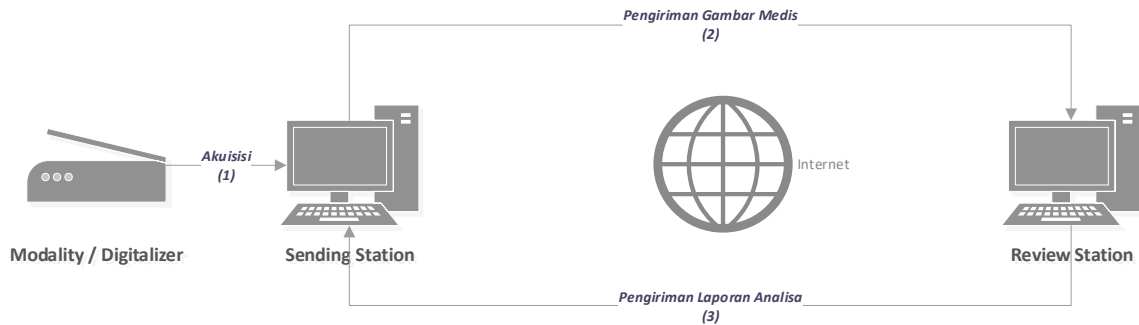 Pengiriman Gambar Medis
(2)
Akuisisi
(1)
Internet
Modality / Digitalizer
Sending Station
Review Station
Pengiriman Laporan Analisa
(3)